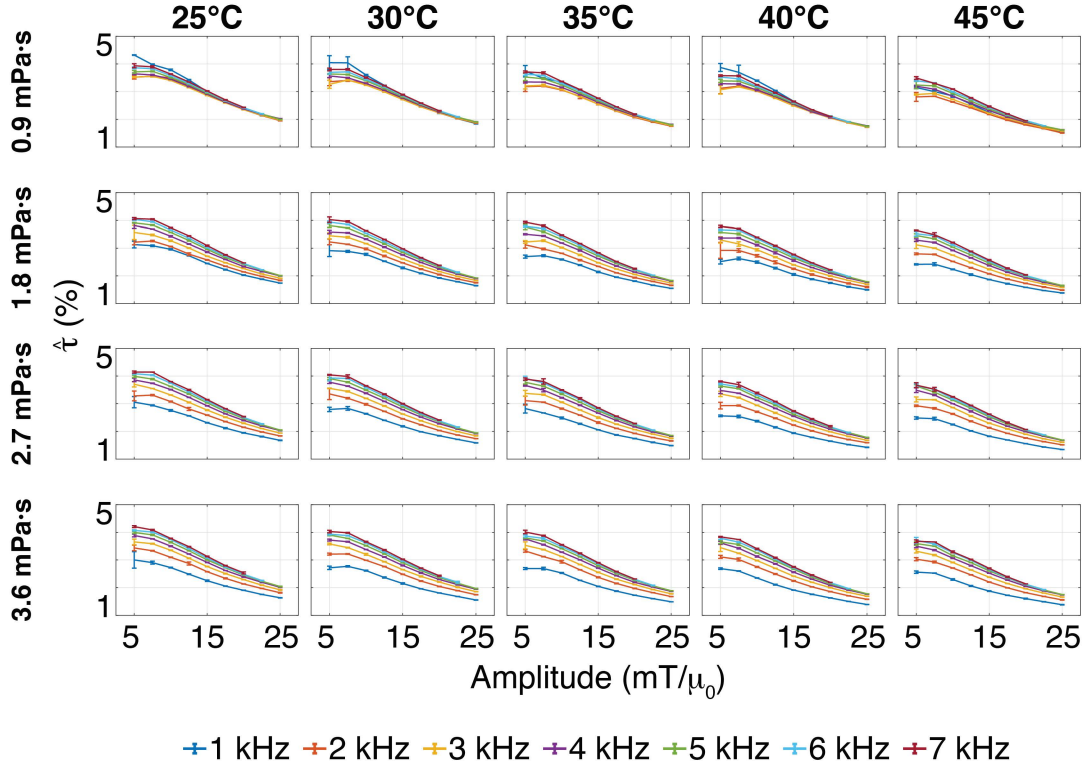 25°C 30°C 35°C 40°C 45°C
0.9 mPa·s
5
1
1.8 mPa·s
5
1
2.7 mPa·s
5
1
3.6 mPa·s
5
1
τ̂ (%)
5 15 25 5 15 25 5 15 25 5 15 25 5 15 25
Amplitude (mT/μ₀)
1 kHz 2 kHz 3 kHz 4 kHz 5 kHz 6 kHz 7 kHz